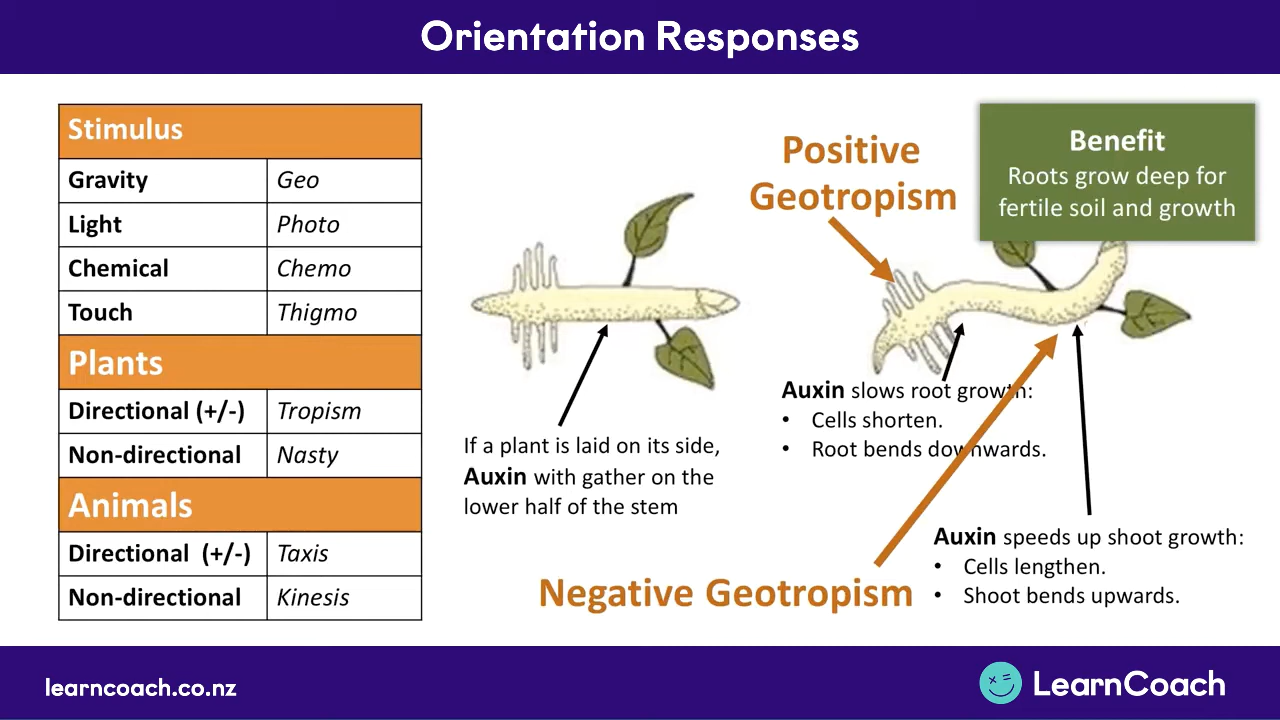 Orientation Responses
Stimulus
Gravity Geo
Light Photo
Chemical Chemo
Touch Thigmo
Plants
Directional (+/-) Tropism
Non-directional Nasty
Animals
Directional (+/-) Taxis
Non-directional Kinesis
If a plant is laid on its side,
Auxin with gather on the
lower half of the stem
Positive
Geotropism
Benefit
Roots grow deep for
fertile soil and growth
Auxin slows root growth:
• Cells shorten.
• Root bends downwards.
Negative Geotropism
Auxin speeds up shoot growth:
• Cells lengthen.
• Shoot bends upwards.
learncoach.co.nz
LearnCoach